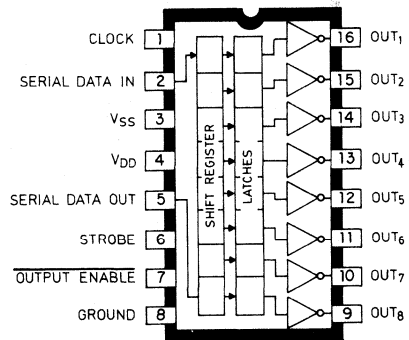 CLOCK 1
SERIAL DATA IN 2
VSS 3
VDD 4
SERIAL DATA OUT 5
STROBE 6
OUTPUT ENABLE 7
GROUND 8
SHIFT REGISTER
LATCHES
16 OUT1
15 OUT2
14 OUT3
13 OUT4
12 OUT5
11 OUT6
10 OUT7
9 OUT8